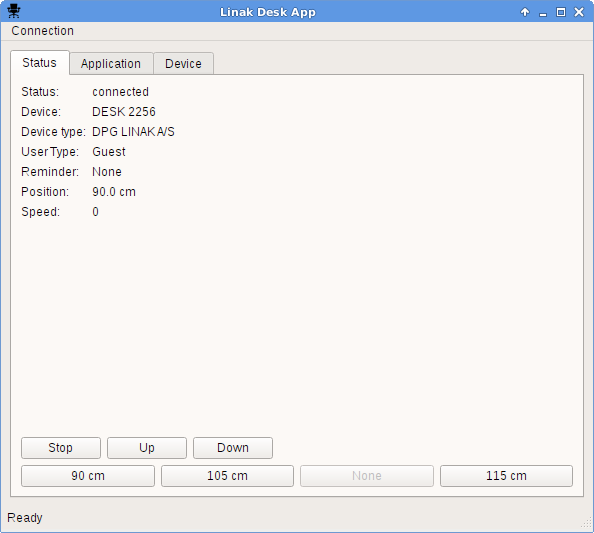 Linak Desk App
Connection
Status Application Device
Status: connected
Device: DESK 2256
Device type: DPG LINAK A/S
User Type: Guest
Reminder: None
Position: 90.0 cm
Speed: 0
Stop Up Down
90 cm 105 cm None 115 cm
Ready